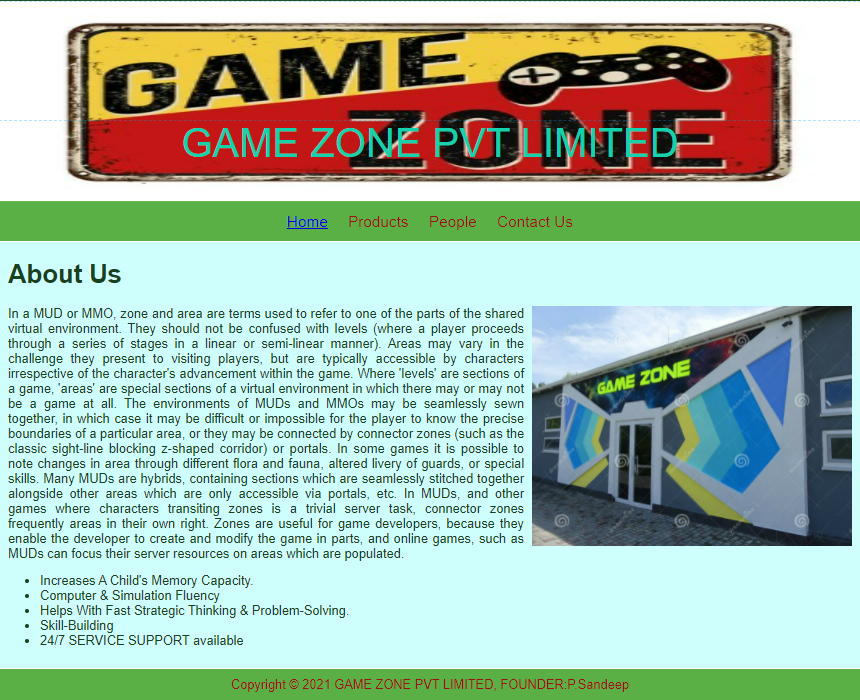 GAME
ZONE
GAME ZONE PVT LIMITED
Home Products People Contact Us
About Us
In a MUD or MMO, zone and area are terms used to refer to one of the parts of the shared
virtual environment. They should not be confused with levels (where a player proceeds
through a series of stages in a linear or semi-linear manner). Areas may vary in the
challenge they present to visiting players, but are typically accessible by characters
irrespective of the character's advancement within the game. Where 'levels' are sections of
a game, 'areas' are special sections of a virtual environment in which there may or may not
be a game at all. The environments of MUDs and MMOs may be seamlessly sewn
together, in which case it may be difficult or impossible for the player to know the precise
boundaries of a particular area, or they may be connected by connector zones (such as the
classic sight-line blocking z-shaped corridor) or portals. In some games it is possible to
note changes in area through different flora and fauna, altered livery of guards, or special
skills. Many MUDs are hybrids, containing sections which are seamlessly stitched together
alongside other areas which are only accessible via portals, etc. In MUDs, and other
games where characters transiting zones is a trivial server task, connector zones
frequently areas in their own right. Zones are useful for game developers, because they
enable the developer to create and modify the game in parts, and online games, such as
MUDs can focus their server resources on areas which are populated.
GAME ZONE
• Increases A Child's Memory Capacity.
• Computer & Simulation Fluency
• Helps With Fast Strategic Thinking & Problem-Solving.
• Skill-Building
• 24/7 SERVICE SUPPORT available
Copyright © 2021 GAME ZONE PVT LIMITED, FOUNDER:P.Sandeep